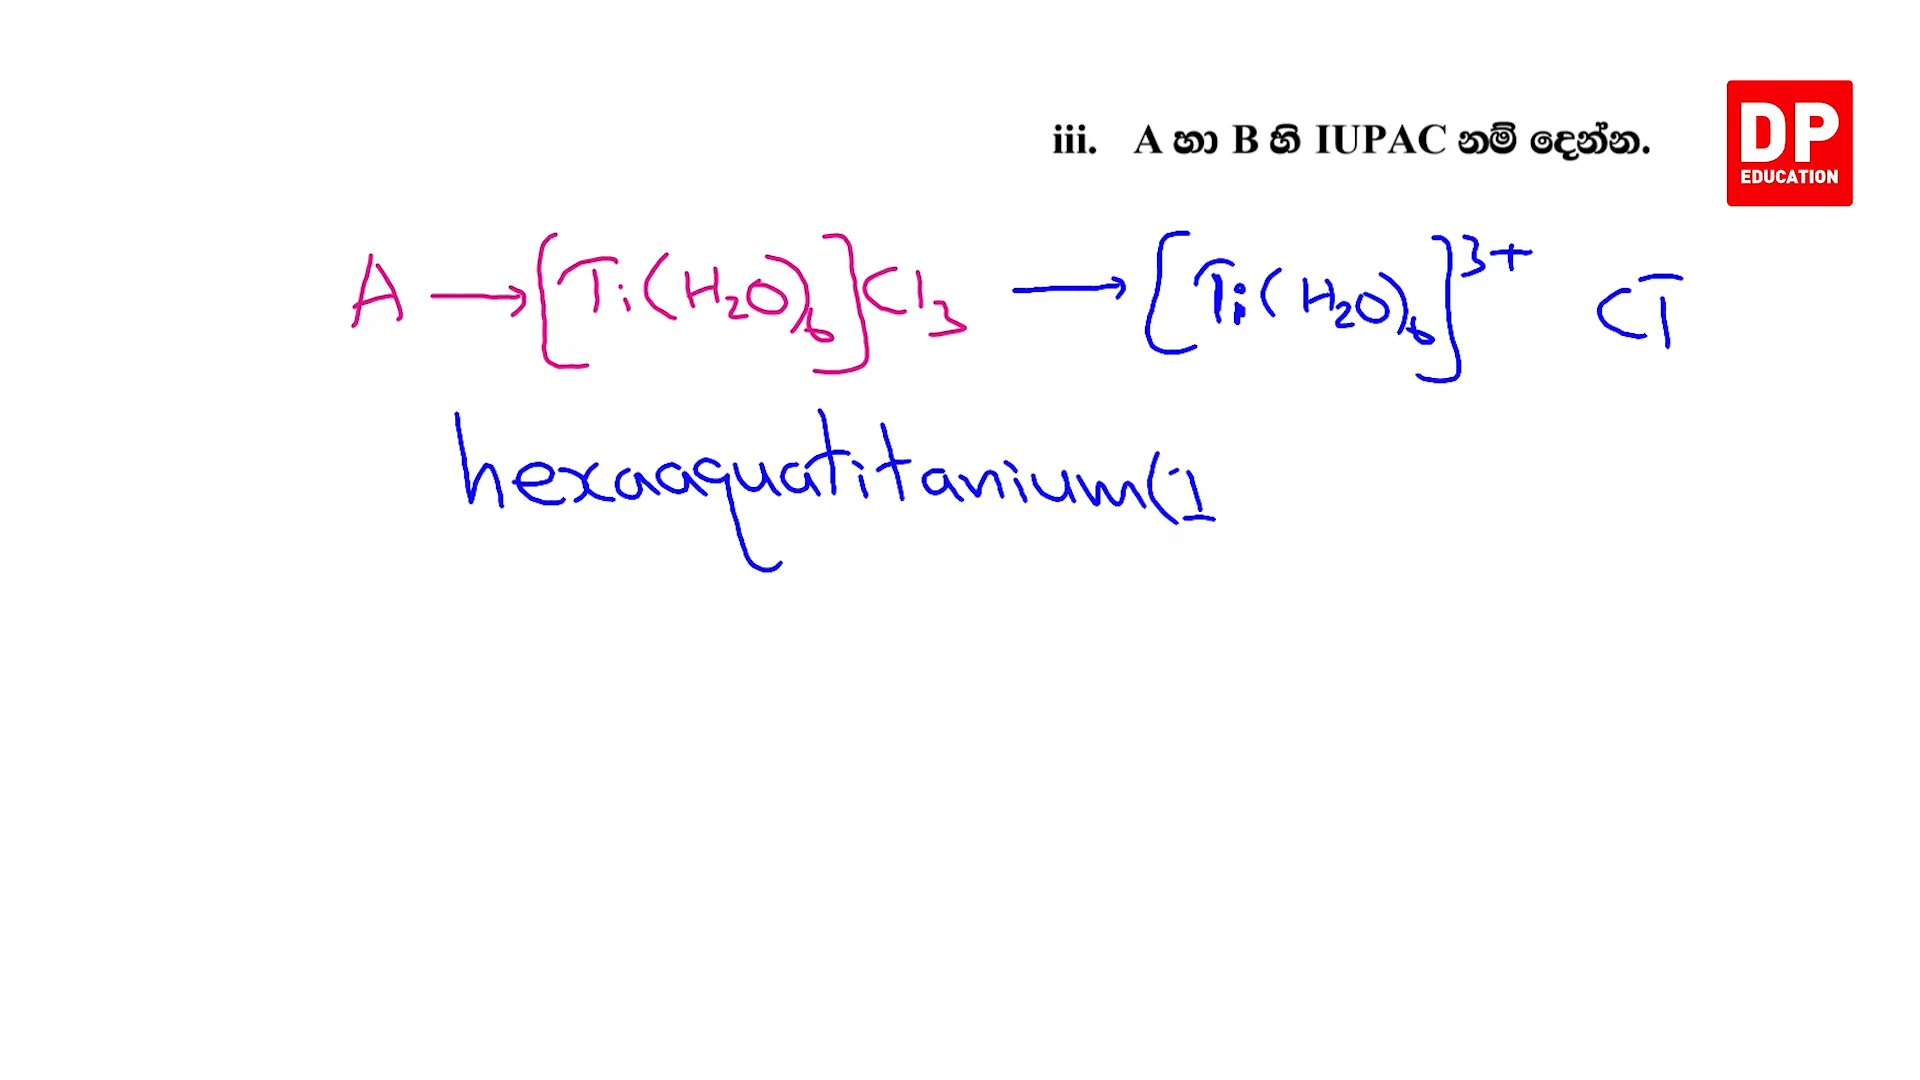 iii. A හා B හි IUPAC නම් දෙන්න.
DP
EDUCATION
A → [Ti(H₂O)₆]Cl₃ → [Ti(H₂O)₆]³⁺ Cl⁻
hexaaquatitanium(I